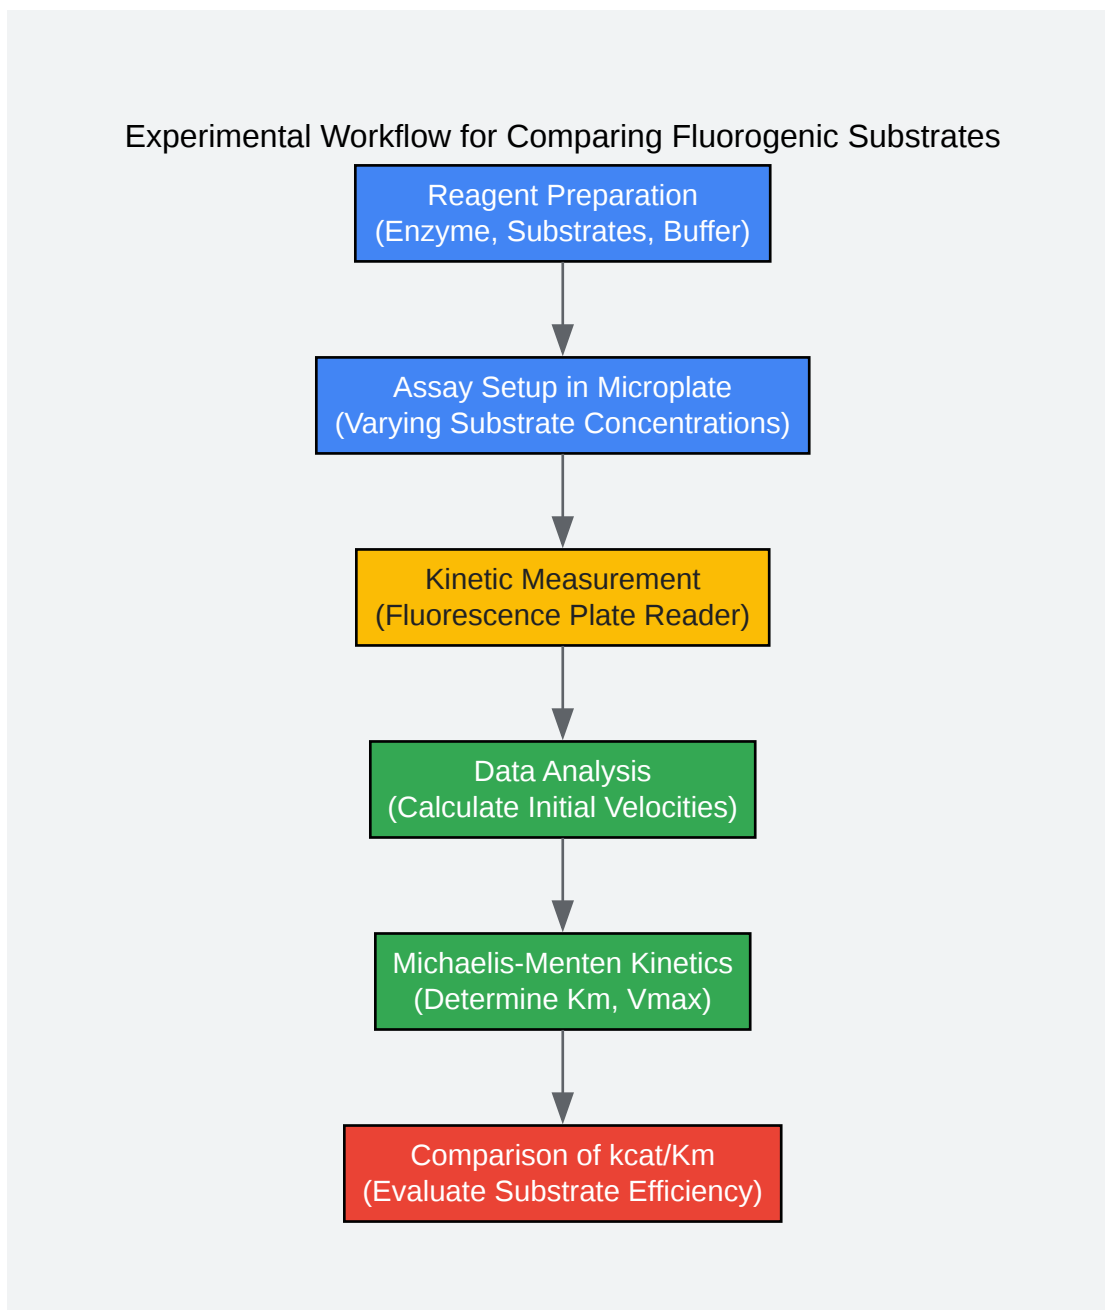 Experimental Workflow for Comparing Fluorogenic Substrates
Reagent Preparation
(Enzyme, Substrates, Buffer)
Assay Setup in Microplate
(Varying Substrate Concentrations)
Kinetic Measurement
(Fluorescence Plate Reader)
Data Analysis
(Calculate Initial Velocities)
Michaelis-Menten Kinetics
(Determine Km, Vmax)
Comparison of kcat/Km
(Evaluate Substrate Efficiency)